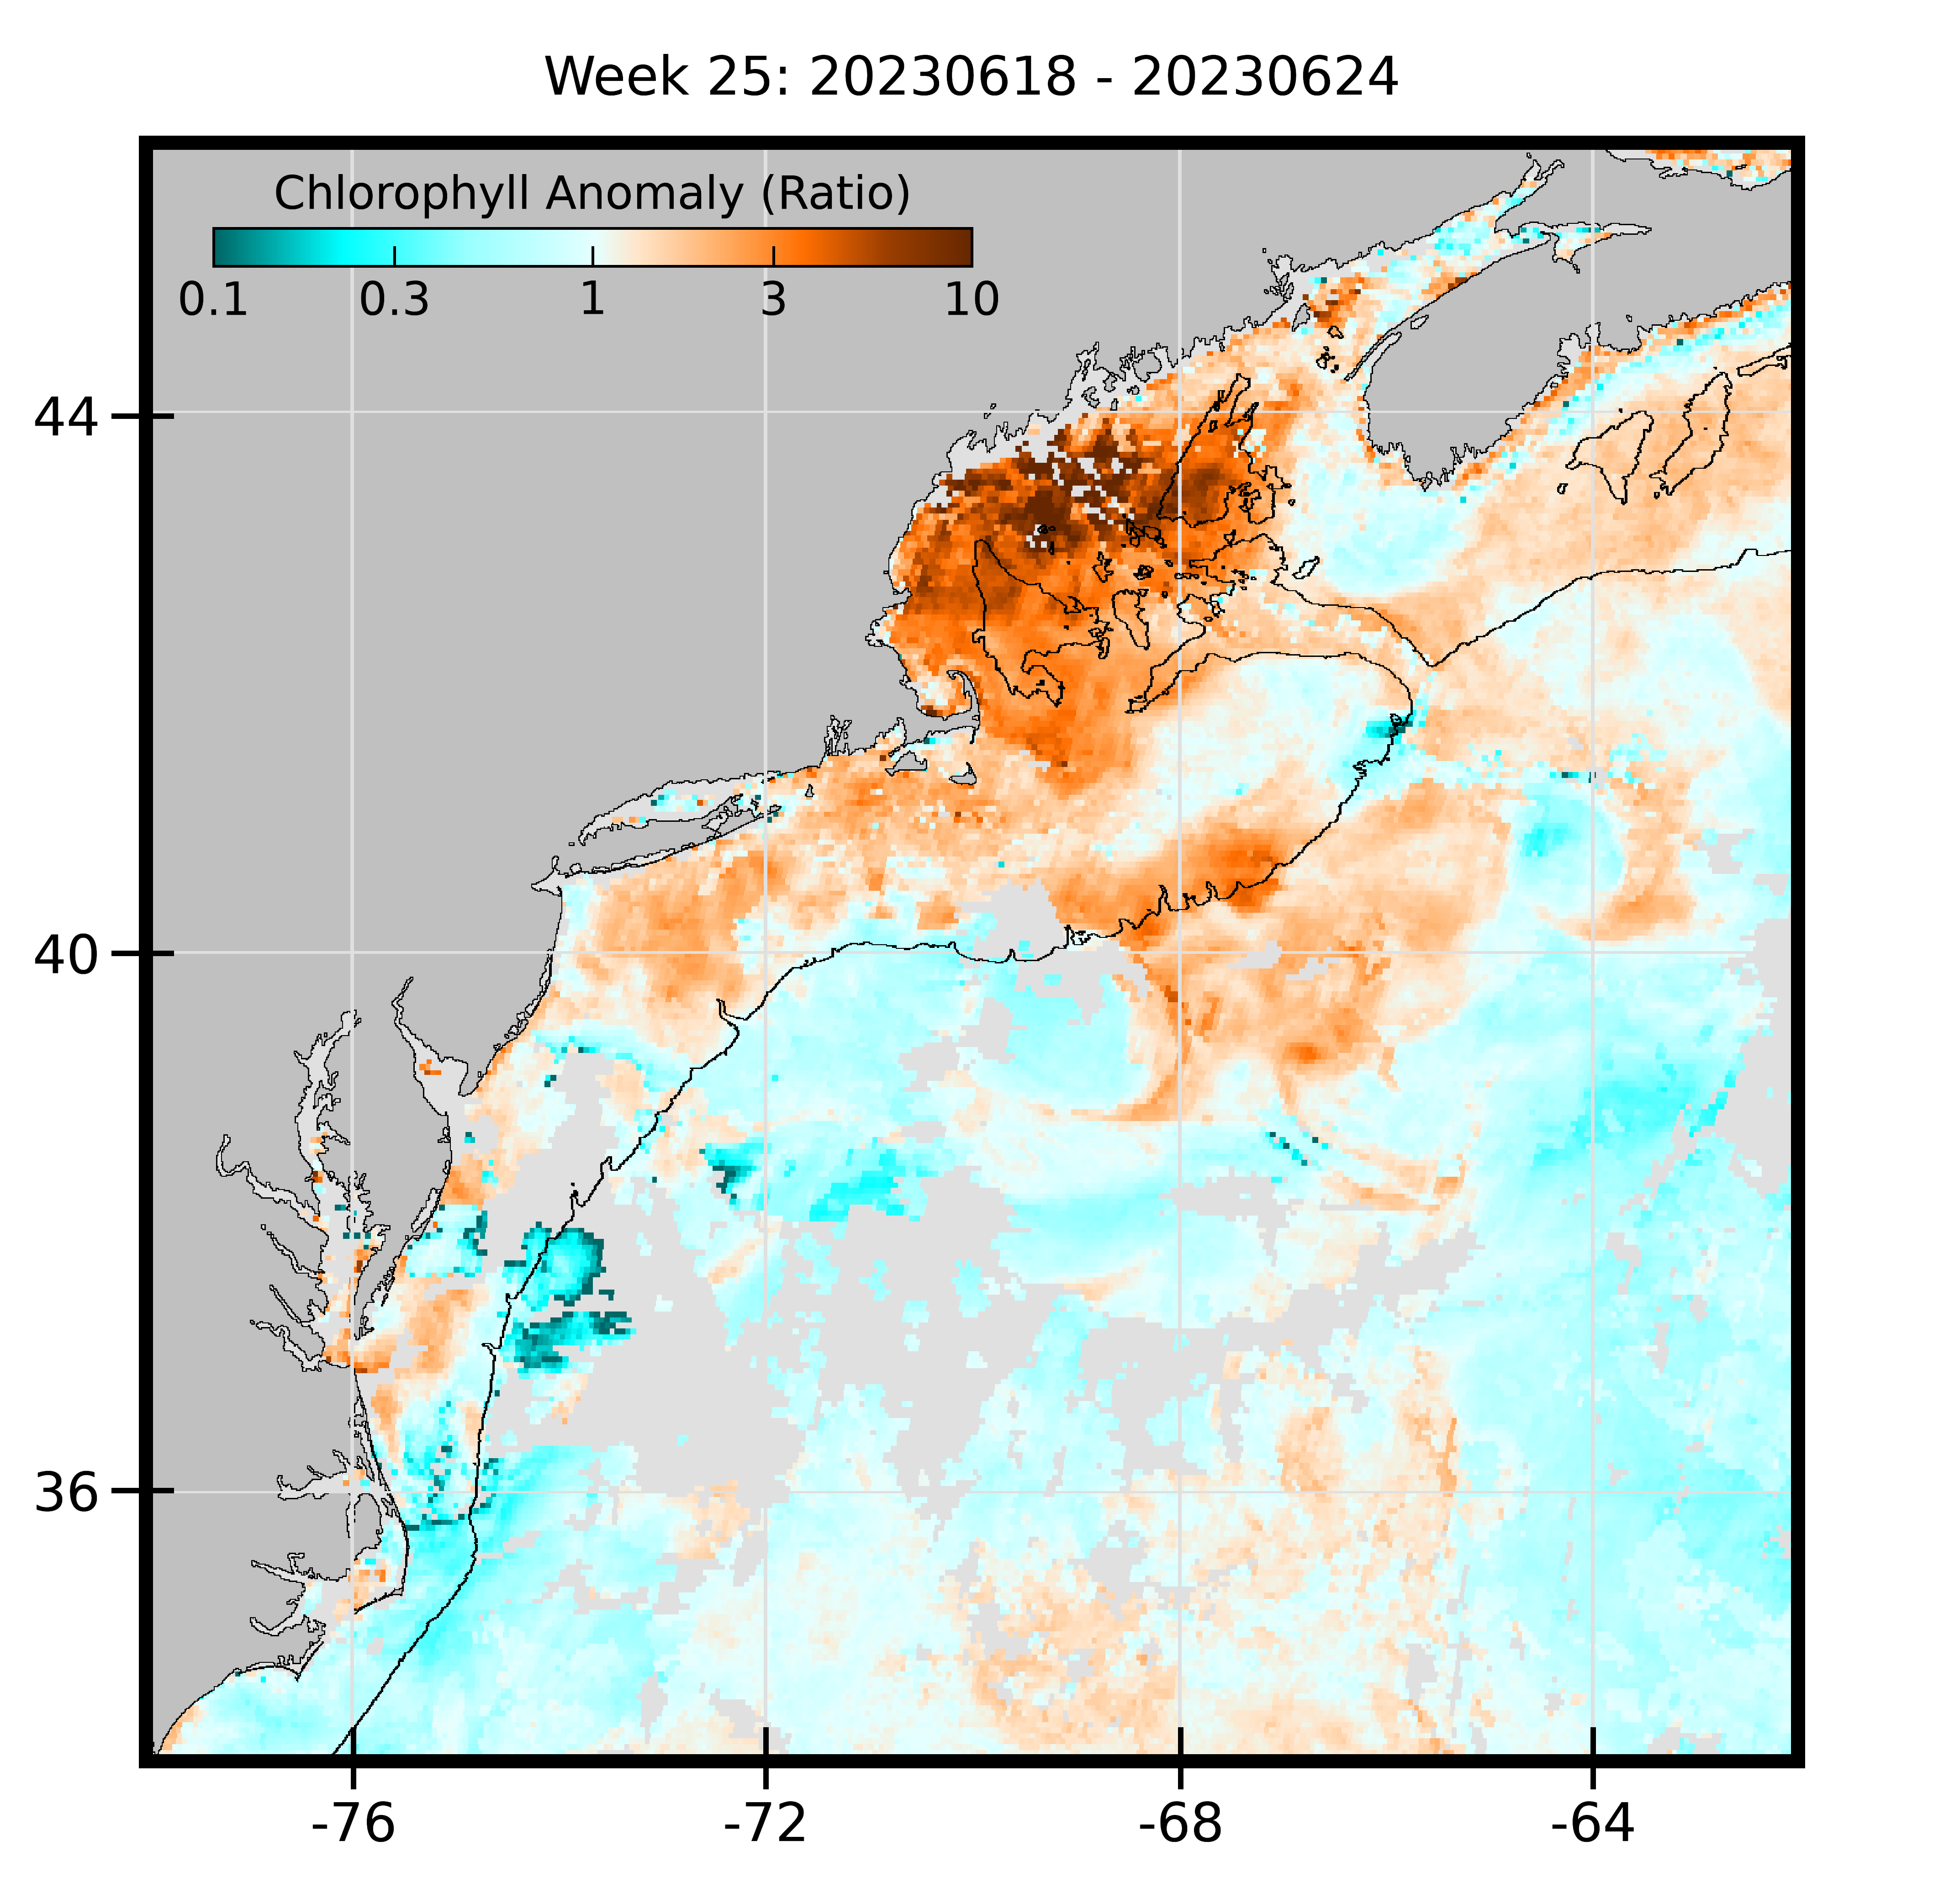 Week 25: 20230618 - 20230624
Chlorophyll Anomaly (Ratio)
0.1 0.3 1 3 10
44
40
36
-76 -72 -68 -64